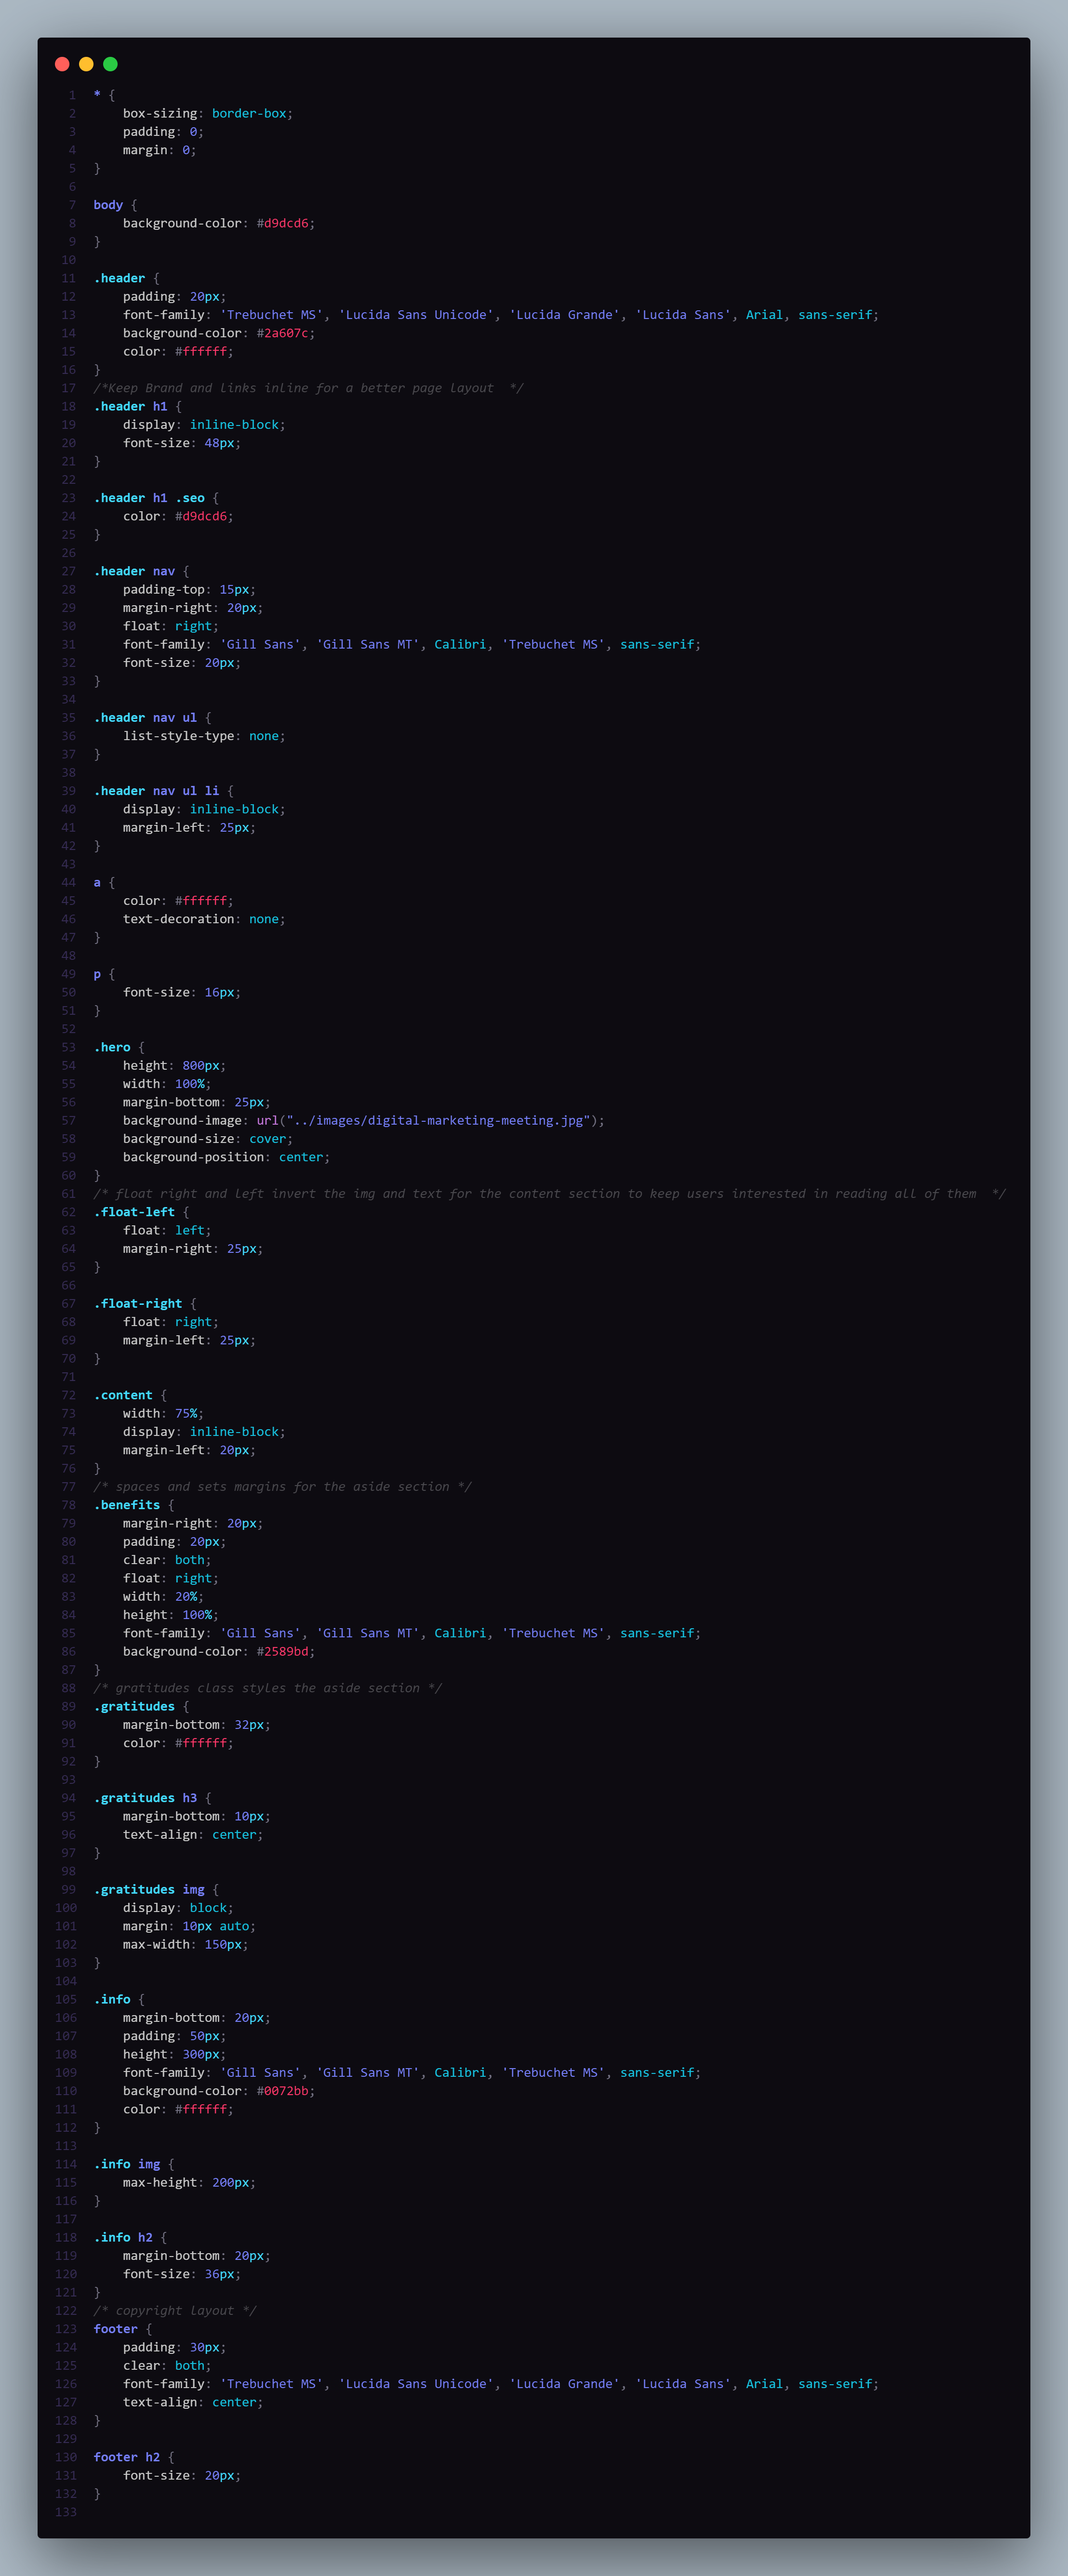 1 * {
2     box-sizing: border-box;
3     padding: 0;
4     margin: 0;
5 }
6
7 body {
8     background-color: #d9dcd6;
9 }
10
11 .header {
12     padding: 20px;
13     font-family: 'Trebuchet MS', 'Lucida Sans Unicode', 'Lucida Grande', 'Lucida Sans', Arial, sans-serif;
14     background-color: #2a607c;
15     color: #ffffff;
16 }
17 /*Keep Brand and links inline for a better page layout  */
18 .header h1 {
19     display: inline-block;
20     font-size: 48px;
21 }
22
23 .header h1 .seo {
24     color: #d9dcd6;
25 }
26
27 .header nav {
28     padding-top: 15px;
29     margin-right: 20px;
30     float: right;
31     font-family: 'Gill Sans', 'Gill Sans MT', Calibri, 'Trebuchet MS', sans-serif;
32     font-size: 20px;
33 }
34
35 .header nav ul {
36     list-style-type: none;
37 }
38
39 .header nav ul li {
40     display: inline-block;
41     margin-left: 25px;
42 }
43
44 a {
45     color: #ffffff;
46     text-decoration: none;
47 }
48
49 p {
50     font-size: 16px;
51 }
52
53 .hero {
54     height: 800px;
55     width: 100%;
56     margin-bottom: 25px;
57     background-image: url("../images/digital-marketing-meeting.jpg");
58     background-size: cover;
59     background-position: center;
60 }
61 /* float right and left invert the img and text for the content section to keep users interested in reading all of them  */
62 .float-left {
63     float: left;
64     margin-right: 25px;
65 }
66
67 .float-right {
68     float: right;
69     margin-left: 25px;
70 }
71
72 .content {
73     width: 75%;
74     display: inline-block;
75     margin-left: 20px;
76 }
77 /* spaces and sets margins for the aside section */
78 .benefits {
79     margin-right: 20px;
80     padding: 20px;
81     clear: both;
82     float: right;
83     width: 20%;
84     height: 100%;
85     font-family: 'Gill Sans', 'Gill Sans MT', Calibri, 'Trebuchet MS', sans-serif;
86     background-color: #2589bd;
87 }
88 /* gratitudes class styles the aside section */
89 .gratitudes {
90     margin-bottom: 32px;
91     color: #ffffff;
92 }
93
94 .gratitudes h3 {
95     margin-bottom: 10px;
96     text-align: center;
97 }
98
99 .gratitudes img {
100     display: block;
101     margin: 10px auto;
102     max-width: 150px;
103 }
104
105 .info {
106     margin-bottom: 20px;
107     padding: 50px;
108     height: 300px;
109     font-family: 'Gill Sans', 'Gill Sans MT', Calibri, 'Trebuchet MS', sans-serif;
110     background-color: #0072bb;
111     color: #ffffff;
112 }
113
114 .info img {
115     max-height: 200px;
116 }
117
118 .info h2 {
119     margin-bottom: 20px;
120     font-size: 36px;
121 }
122 /* copyright layout */
123 footer {
124     padding: 30px;
125     clear: both;
126     font-family: 'Trebuchet MS', 'Lucida Sans Unicode', 'Lucida Grande', 'Lucida Sans', Arial, sans-serif;
127     text-align: center;
128 }
129
130 footer h2 {
131     font-size: 20px;
132 }
133